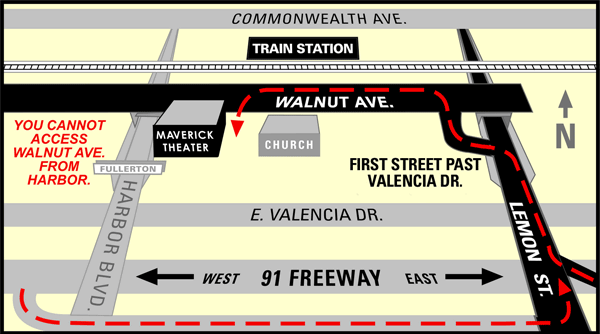 COMMONWEALTH AVE.
TRAIN STATION
WALNUT AVE.
MAVERICK
THEATER
CHURCH
N
YOU CANNOT
ACCESS
WALNUT AVE.
FROM
HARBOR.
FULLERTON
FIRST STREET PAST
VALENCIA DR.
HARBOR BLVD.
E. VALENCIA DR.
LEMON ST.
WEST 91 FREEWAY EAST